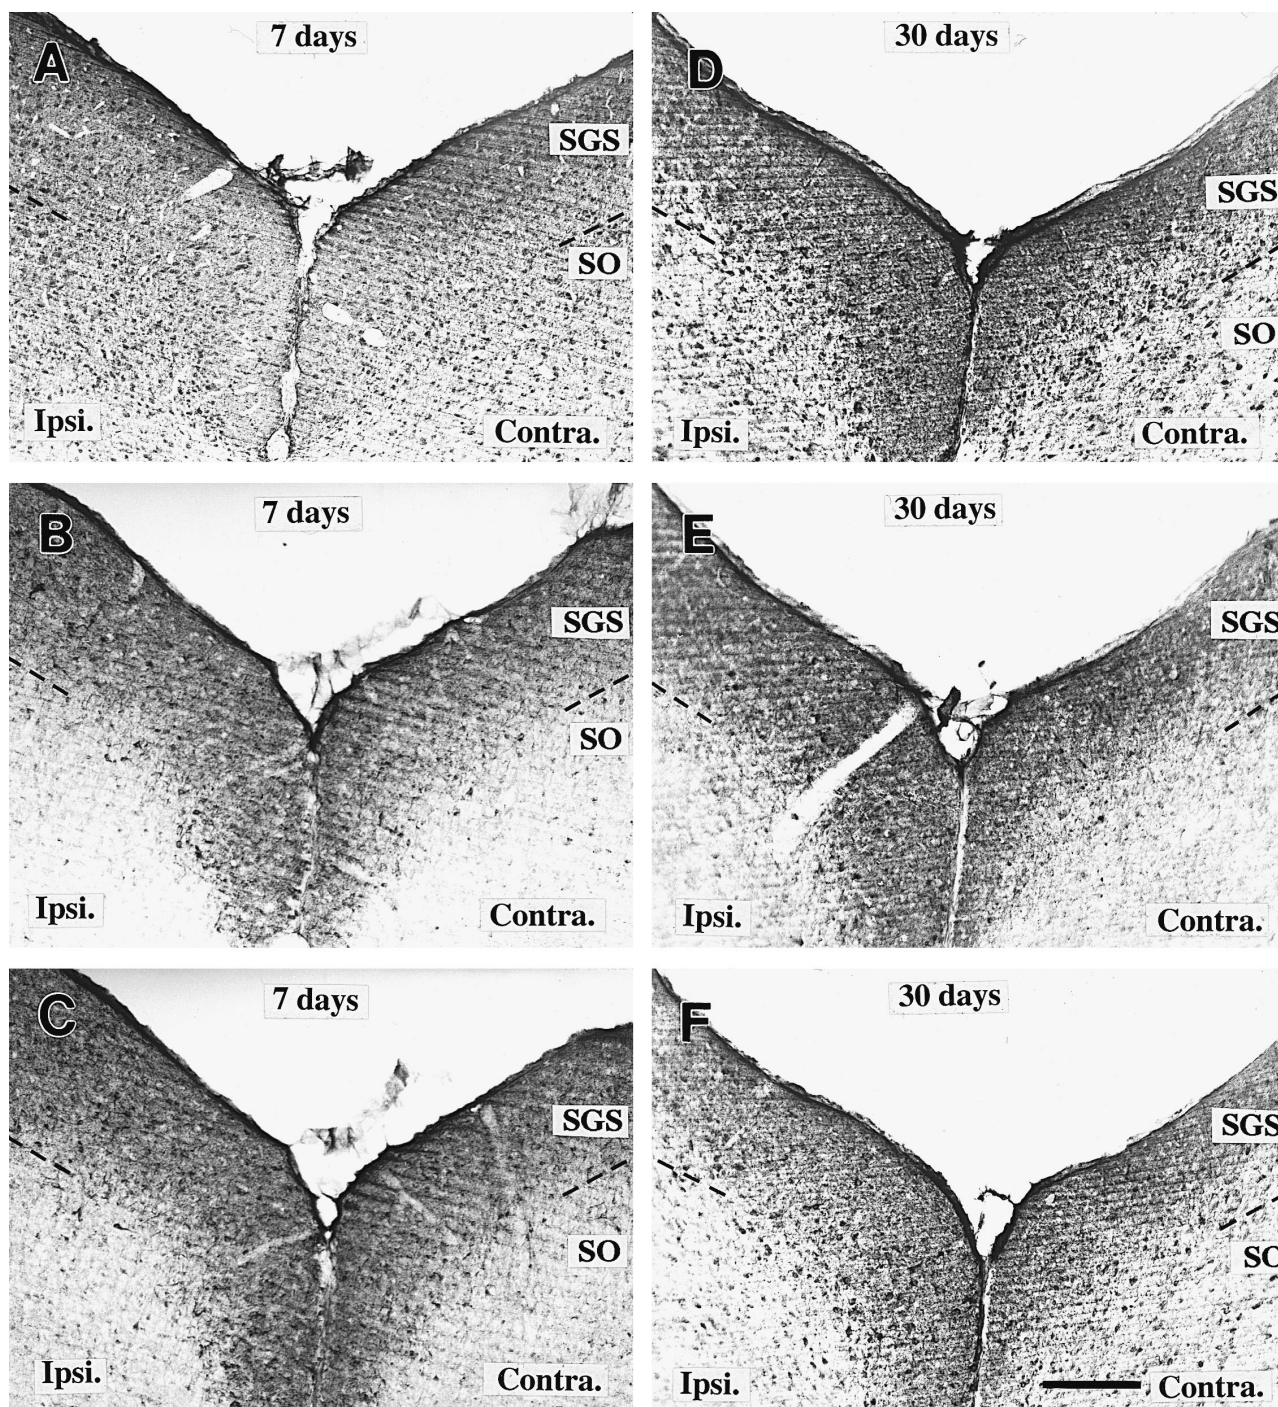 A
7 days
SGS
SO
Ipsi.
Contra.
D
30 days
SGS
SO
Ipsi.
Contra.
B
7 days
SGS
SO
Ipsi.
Contra.
E
30 days
SGS
Ipsi.
Contra.
C
7 days
SGS
SO
Ipsi.
Contra.
F
30 days
SGS
SO
Ipsi.
Contra.